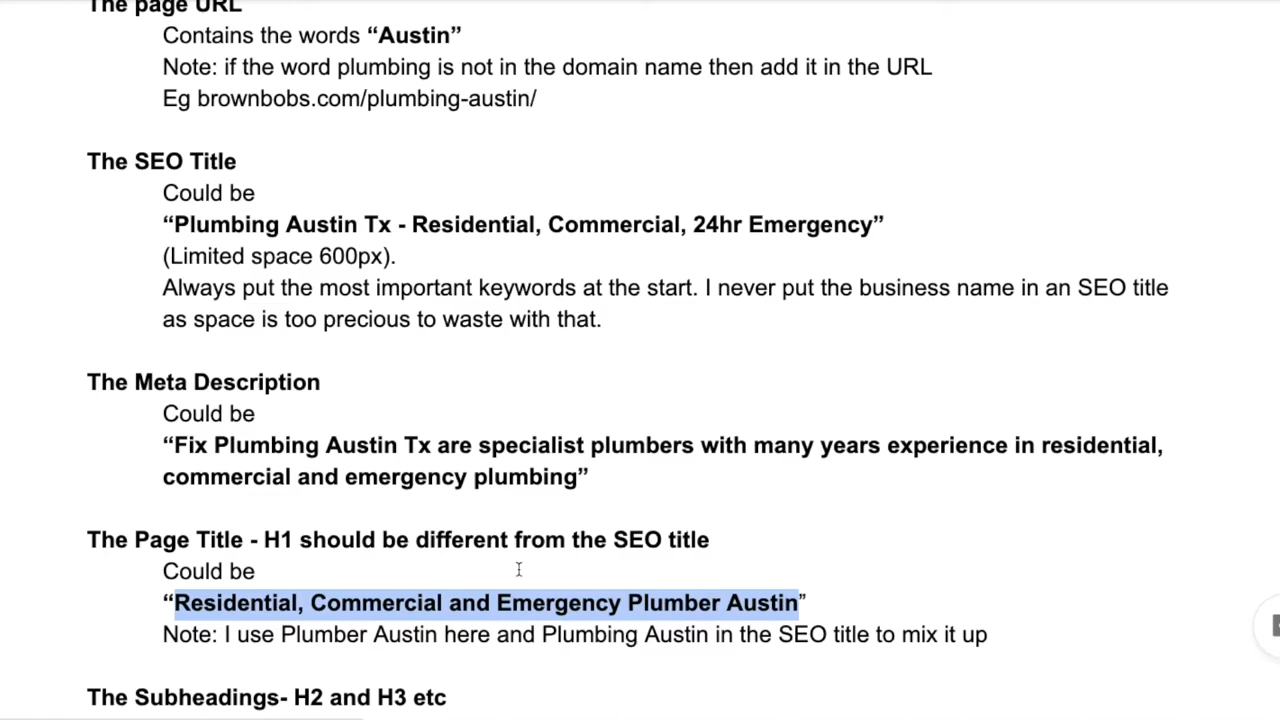 The page URL
Contains the words “Austin”
Note: if the word plumbing is not in the domain name then add it in the URL
Eg brownbobs.com/plumbing-austin/
The SEO Title
Could be
“Plumbing Austin Tx - Residential, Commercial, 24hr Emergency”
(Limited space 600px).
Always put the most important keywords at the start. I never put the business name in an SEO title
as space is too precious to waste with that.
The Meta Description
Could be
“Fix Plumbing Austin Tx are specialist plumbers with many years experience in residential,
commercial and emergency plumbing”
The Page Title - H1 should be different from the SEO title
Could be
“Residential, Commercial and Emergency Plumber Austin”
Note: I use Plumber Austin here and Plumbing Austin in the SEO title to mix it up
The Subheadings- H2 and H3 etc